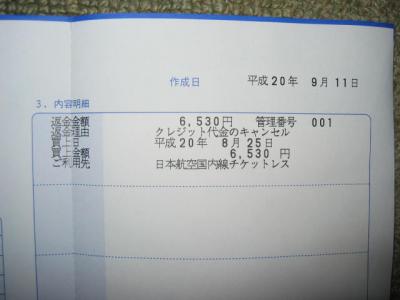 作成日 平成20年 9月11日
3．内容明細
返金金額 6,530円 管理番号 001
返金理由 クレジット代金のキャンセル
買上日 平成20年 8月25日
買上金額 6,530 円
ご利用先 日本航空国内線チケットレス